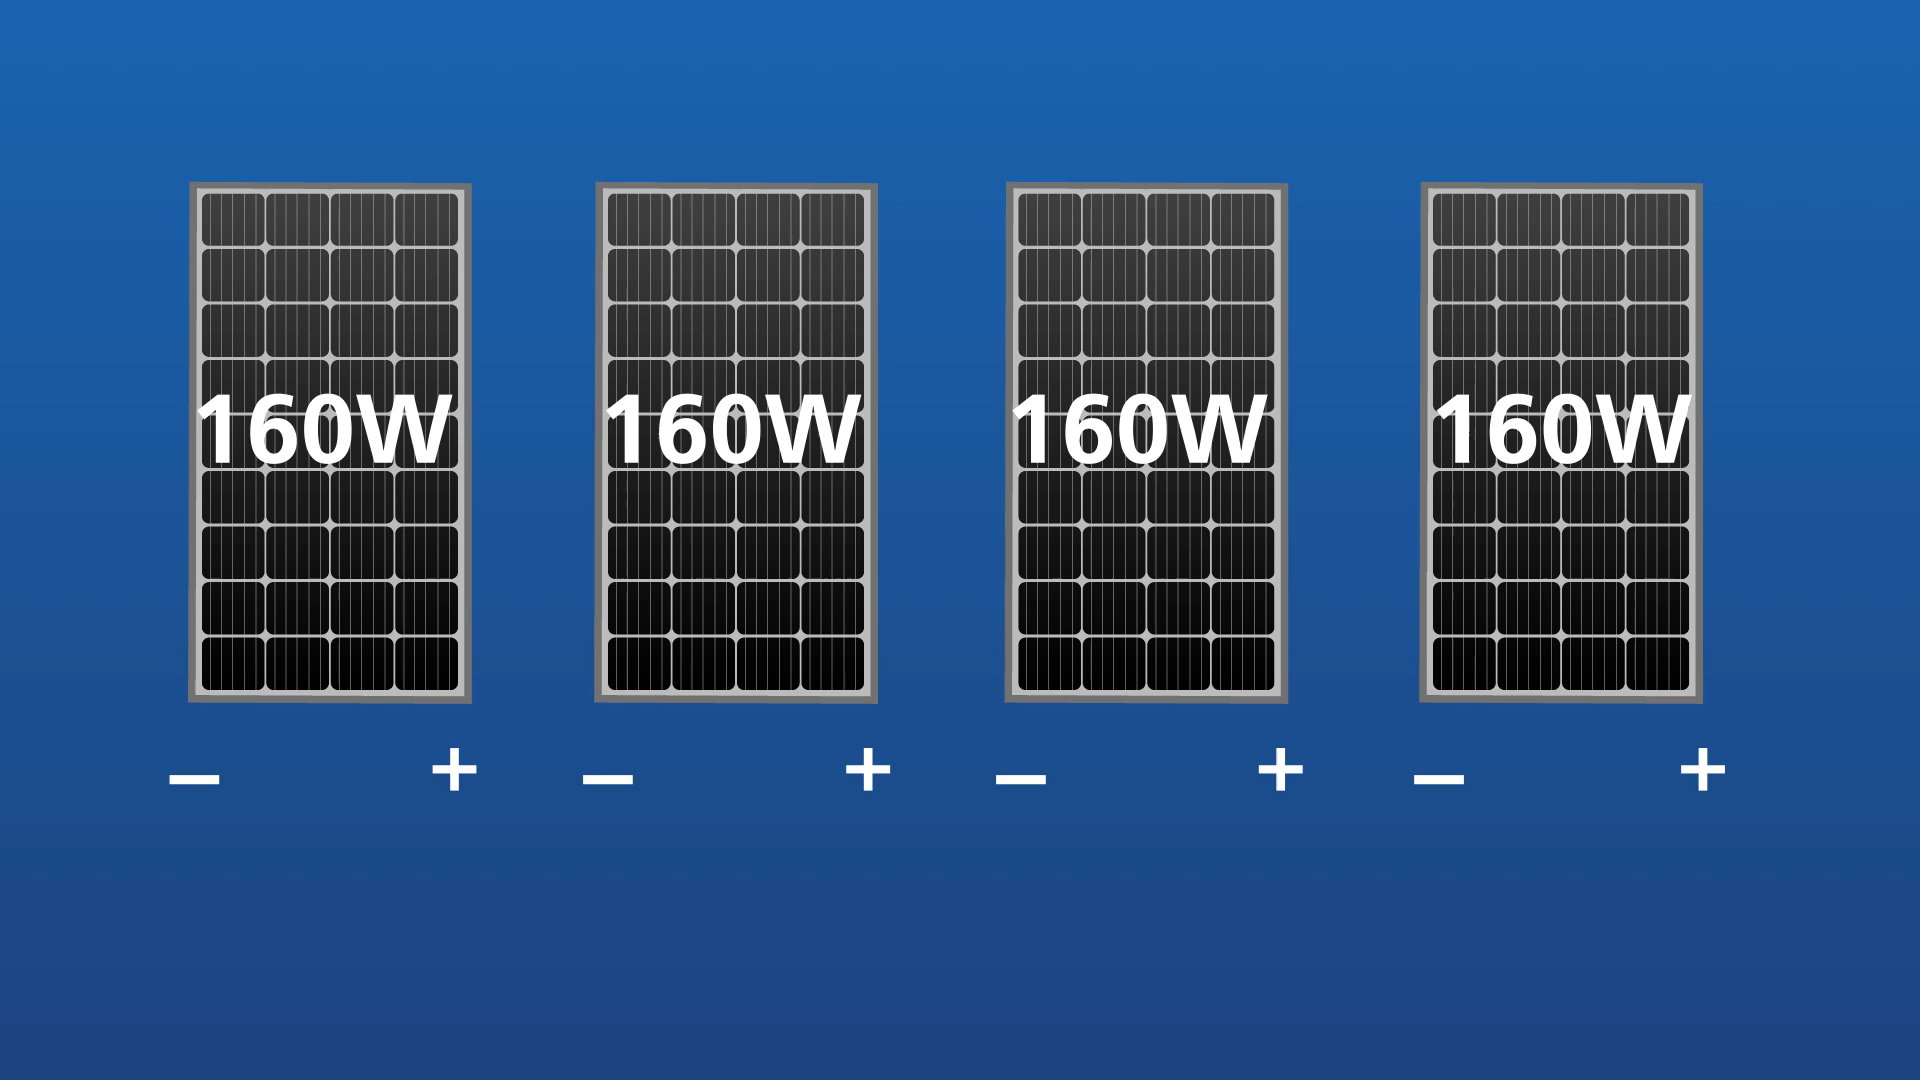 160W 160W 160W 160W
– + – + – + – +